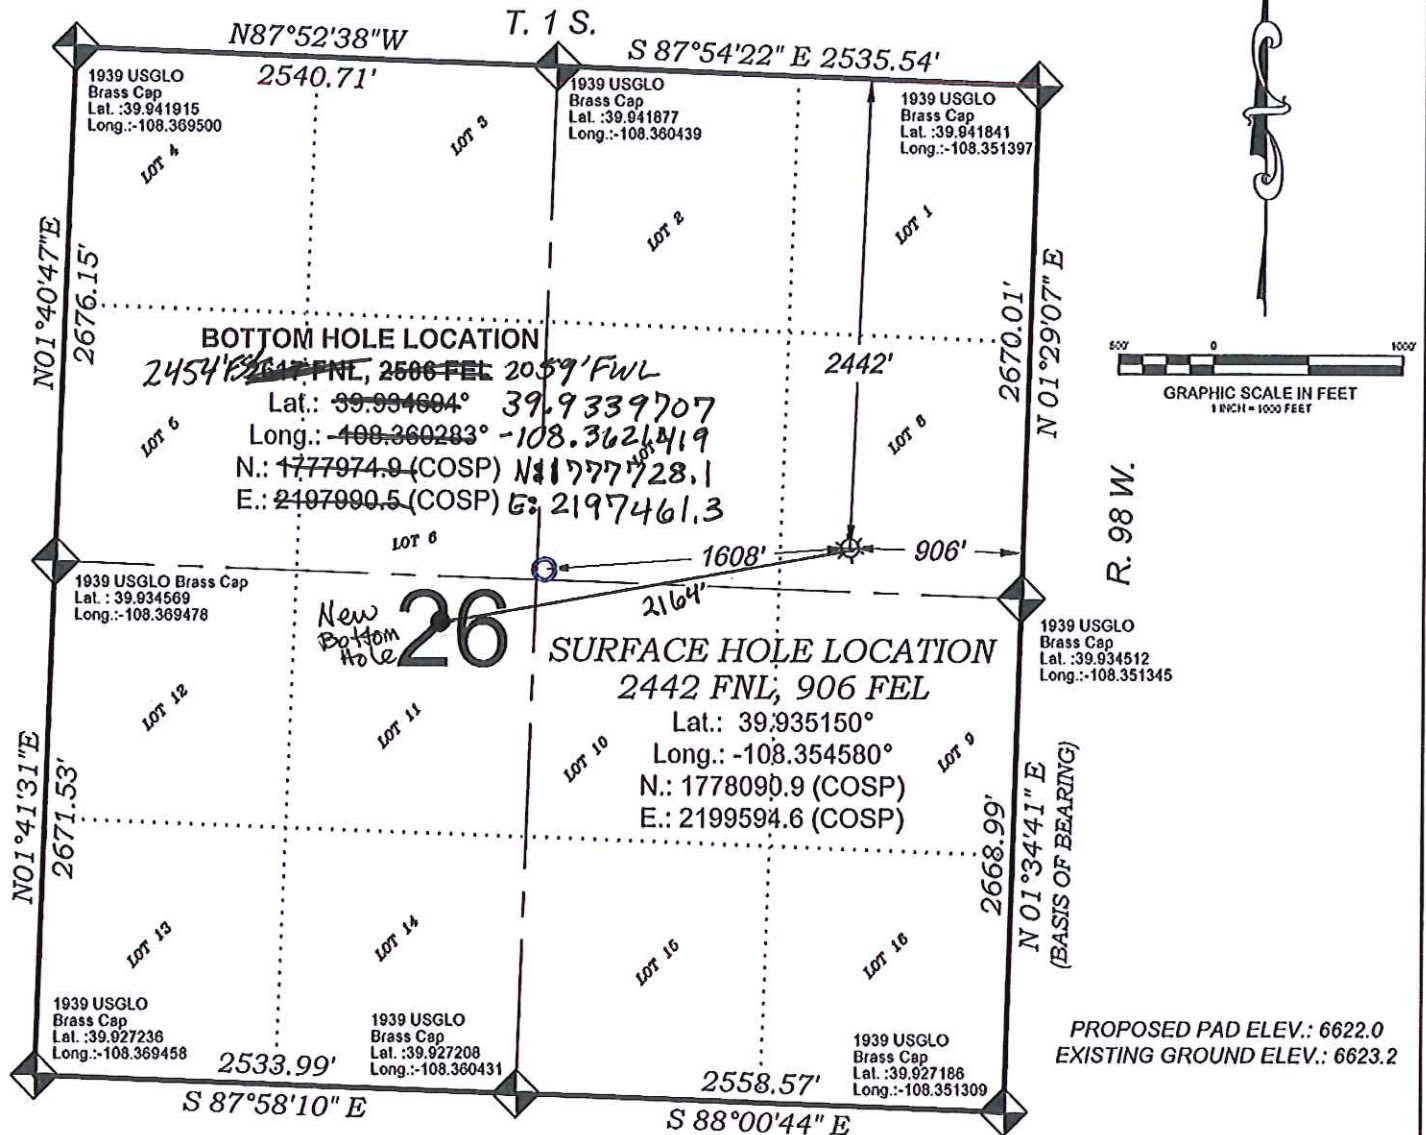 T. 1 S.
N87°52'38"W
2540.71'
S 87°54'22" E 2535.54'
1939 USGLO
Brass Cap
Lat. :39.941915
Long.:-108.369500
1939 USGLO
Brass Cap
Lat. :39.941877
Long.:-108.360439
1939 USGLO
Brass Cap
Lat. :39.941841
Long.:-108.351397
LOT 4
LOT 3
LOT 2
LOT 1
N01°40'47"E
2676.15'
2670.01'
N 01°29'07" E
2442'
BOTTOM HOLE LOCATION
2617 FNL, 2506 FEL 2059' FWL
Lat.: 39.934694° 39.9339707
Long.: -108.360283° -108.3621419
N.: 1777974.9 (COSP) N: 1777728.1
E.: 2197990.5 (COSP) E: 2197461.3
2454'
LOT 5
LOT
LOT 8
LOT 6
500' 0 1000'
GRAPHIC SCALE IN FEET
1 INCH = 1000 FEET
R. 98 W.
1608'
906'
2164'
1939 USGLO Brass Cap
Lat. : 39.934569
Long.:-108.369478
New
Bottom
Hole
26
1939 USGLO
Brass Cap
Lat. :39.934512
Long.:-108.351345
SURFACE HOLE LOCATION
2442 FNL, 906 FEL
Lat.: 39.935150°
Long.: -108.354580°
N.: 1778090.9 (COSP)
E.: 2199594.6 (COSP)
LOT 12
LOT 11
LOT 10
LOT 9
N01°41'31"E
2671.53'
2668.99'
N 01°34'41" E
(BASIS OF BEARING)
LOT 13
LOT 14
LOT 15
LOT 16
1939 USGLO
Brass Cap
Lat. :39.927236
Long.:-108.369458
1939 USGLO
Brass Cap
Lat. :39.927208
Long.:-108.360431
1939 USGLO
Brass Cap
Lat. :39.927186
Long.:-108.351309
2533.99'
S 87°58'10" E
2558.57'
S 88°00'44" E
PROPOSED PAD ELEV.: 6622.0
EXISTING GROUND ELEV.: 6623.2